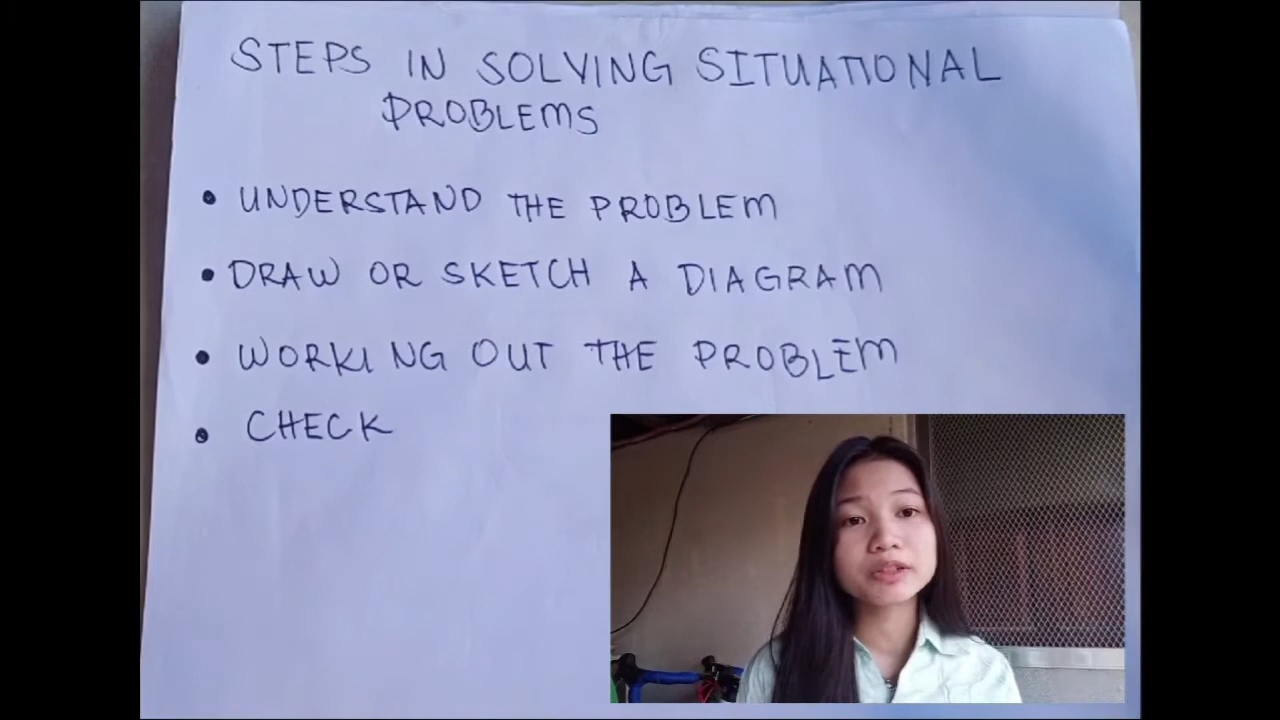 STEPS IN SOLVING SITUATIONAL
PROBLEMS
• UNDERSTAND THE PROBLEM
• DRAW OR SKETCH A DIAGRAM
• WORKING OUT THE PROBLEM
• CHECK